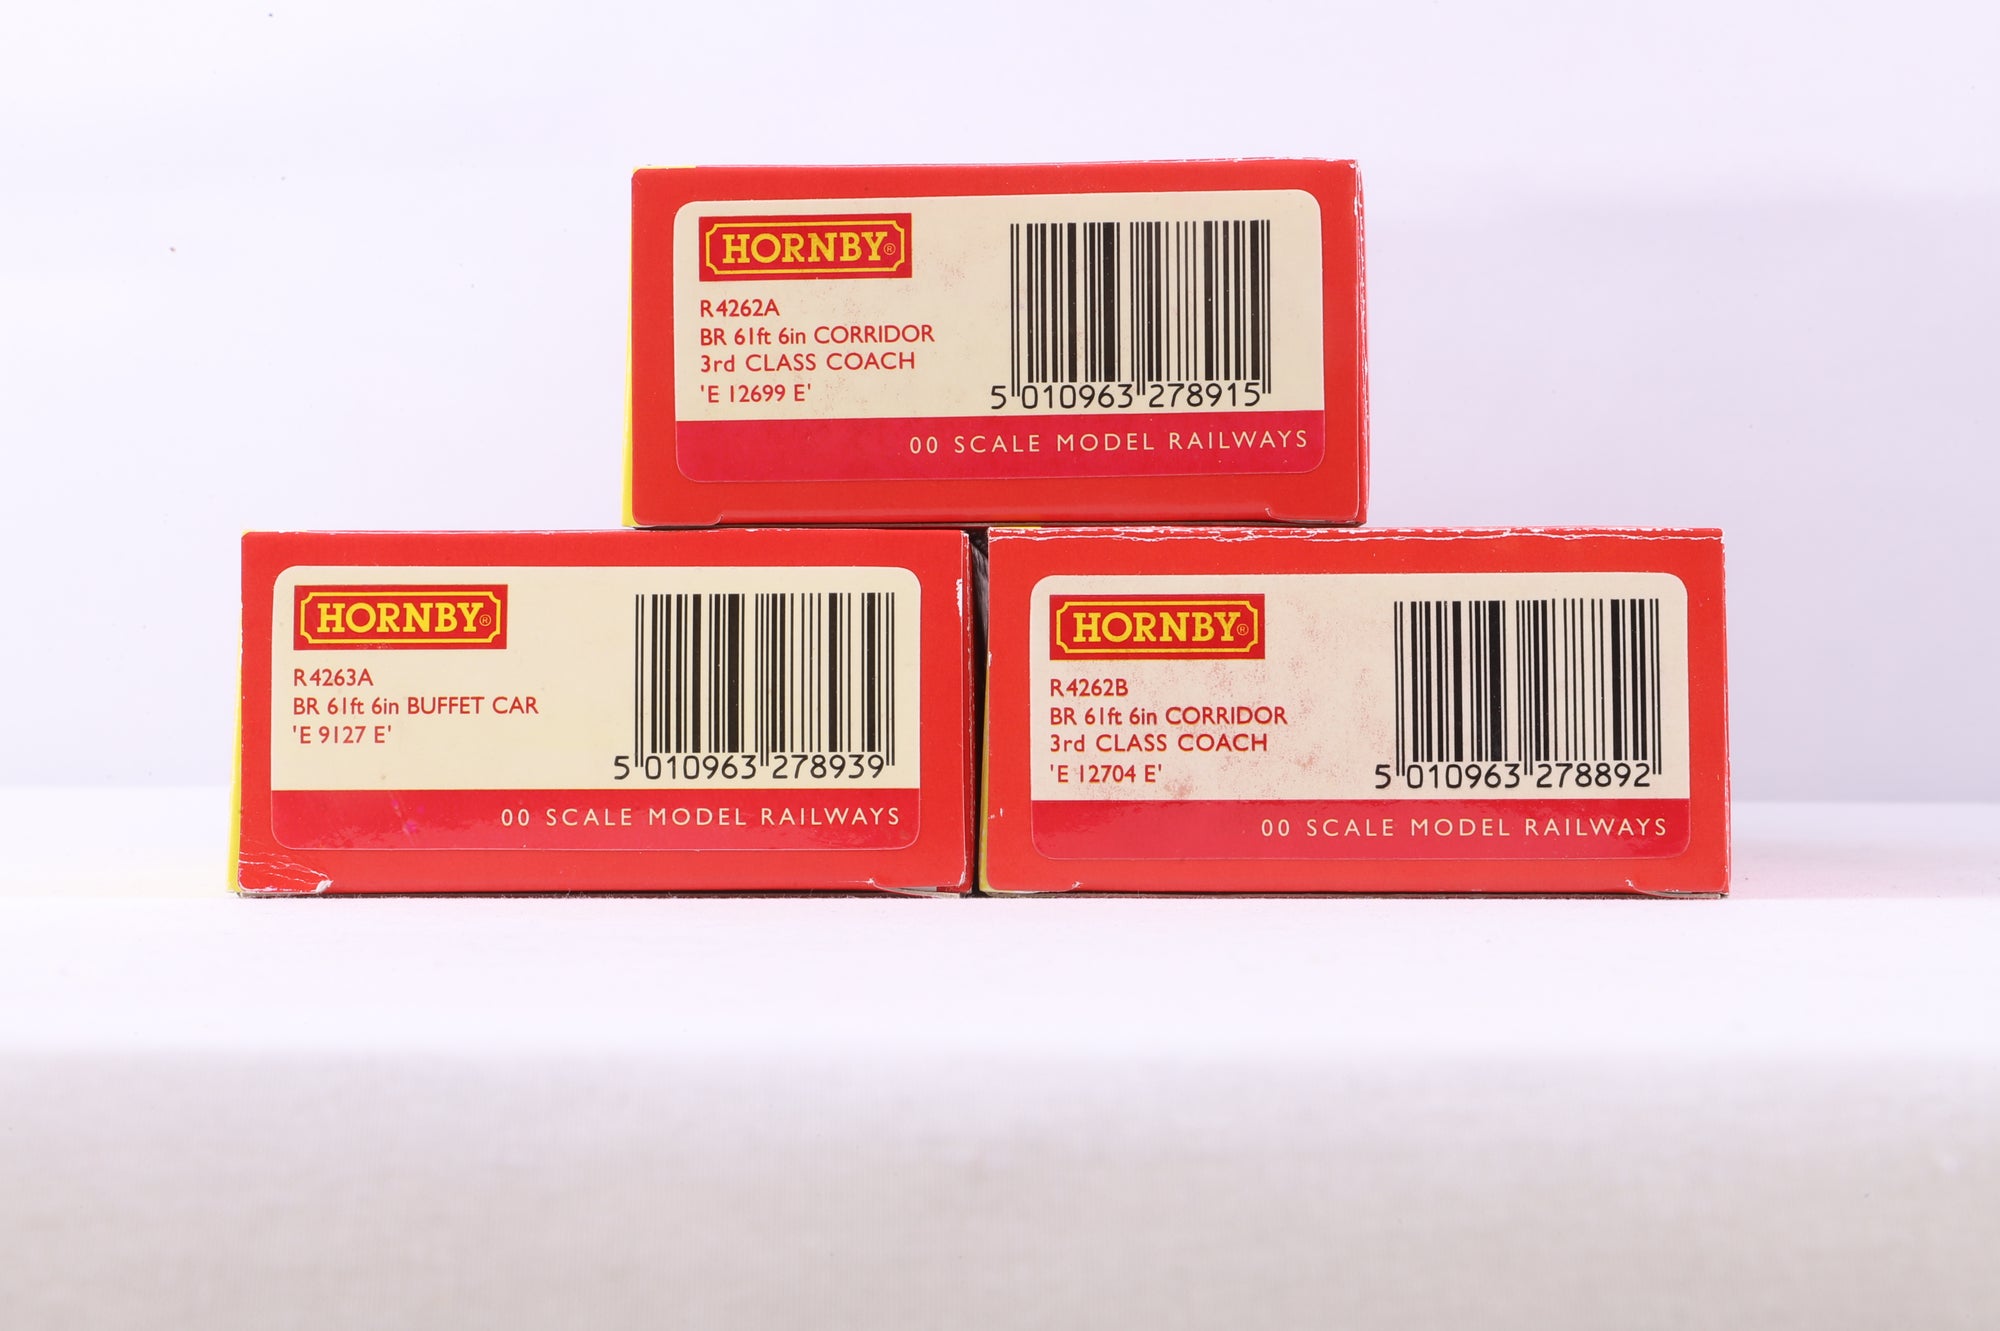 HORNBY®
R4262A
BR 61ft 6in CORRIDOR
3rd CLASS COACH
'E 12699 E'
5 010963 278915
00 SCALE MODEL RAILWAYS
HORNBY®
R4263A
BR 61ft 6in BUFFET CAR
'E 9127 E'
5 010963 278939
00 SCALE MODEL RAILWAYS
HORNBY®
R4262B
BR 61ft 6in CORRIDOR
3rd CLASS COACH
'E 12704 E'
5 010963 278892
00 SCALE MODEL RAILWAYS